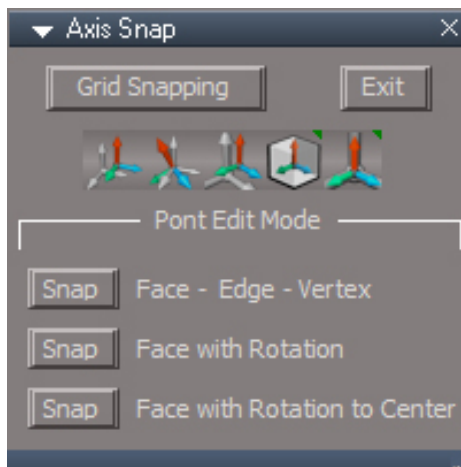 Axis Snap
Grid Snapping Exit
Pont Edit Mode
Snap Face - Edge - Vertex
Snap Face with Rotation
Snap Face with Rotation to Center